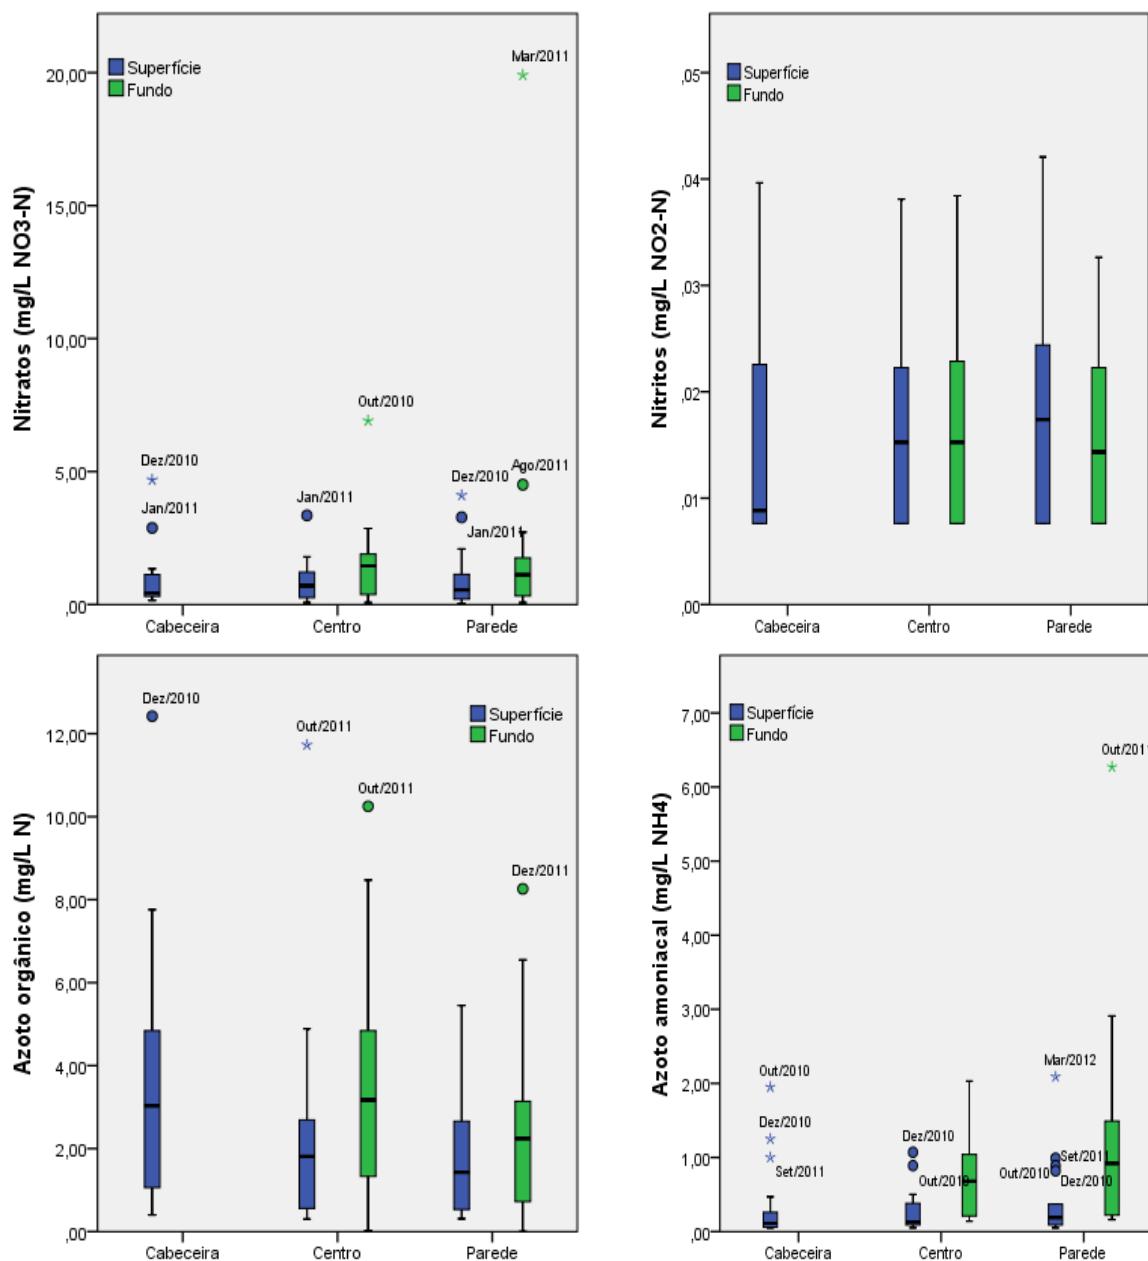 Nitratos (mg/L NO3-N)
20,00
15,00
10,00
5,00
,00
Superfície
Fundo
Mar/2011
Out/2010
Dez/2010
Jan/2011
Jan/2011
Dez/2010
Jan/2011
Ago/2011
Cabeceira
Centro
Parede
Nitritos (mg/L NO2-N)
,05
,04
,03
,02
,01
,00
Superfície
Fundo
Cabeceira
Centro
Parede
Azoto orgânico (mg/L N)
12,00
10,00
8,00
6,00
4,00
2,00
,00
Superfície
Fundo
Dez/2010
Out/2011
Out/2011
Dez/2011
Cabeceira
Centro
Parede
Azoto amoniacal (mg/L NH4)
7,00
6,00
5,00
4,00
3,00
2,00
1,00
,00
Superfície
Fundo
Out/2011
Out/2010
Dez/2010
Set/2011
Dez/2010
Out/2010
Mar/2012
Set/2011
Out/2010
Dez/2010
Cabeceira
Centro
Parede